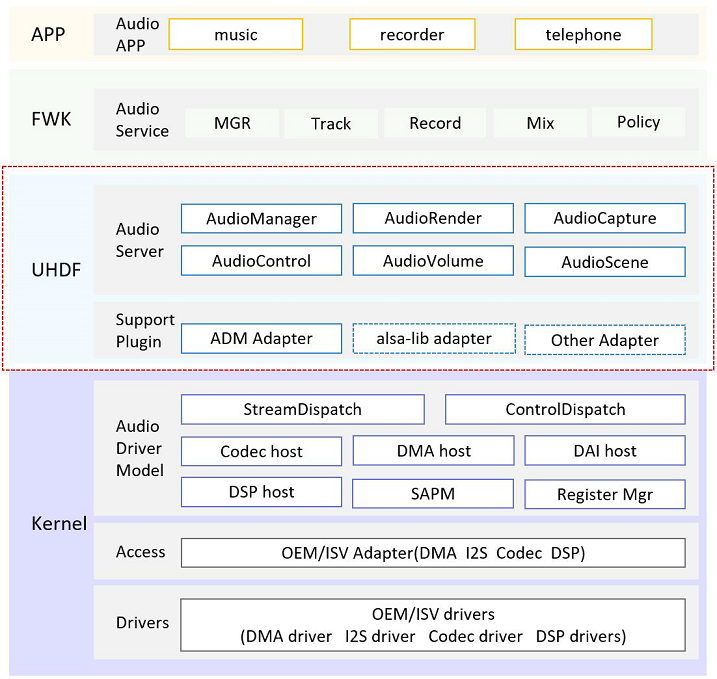 APP
Audio
APP
music
recorder
telephone
FWK
Audio
Service
MGR
Track
Record
Mix
Policy
UHDF
Audio
Server
AudioManager
AudioRender
AudioCapture
AudioControl
AudioVolume
AudioScene
Support
Plugin
ADM Adapter
alsa-lib adapter
Other Adapter
Kernel
Audio
Driver
Model
StreamDispatch
ControlDispatch
Codec host
DMA host
DAI host
DSP host
SAPM
Register Mgr
Access
OEM/ISV Adapter(DMA I2S Codec DSP)
Drivers
OEM/ISV drivers
(DMA driver I2S driver Codec driver DSP drivers)